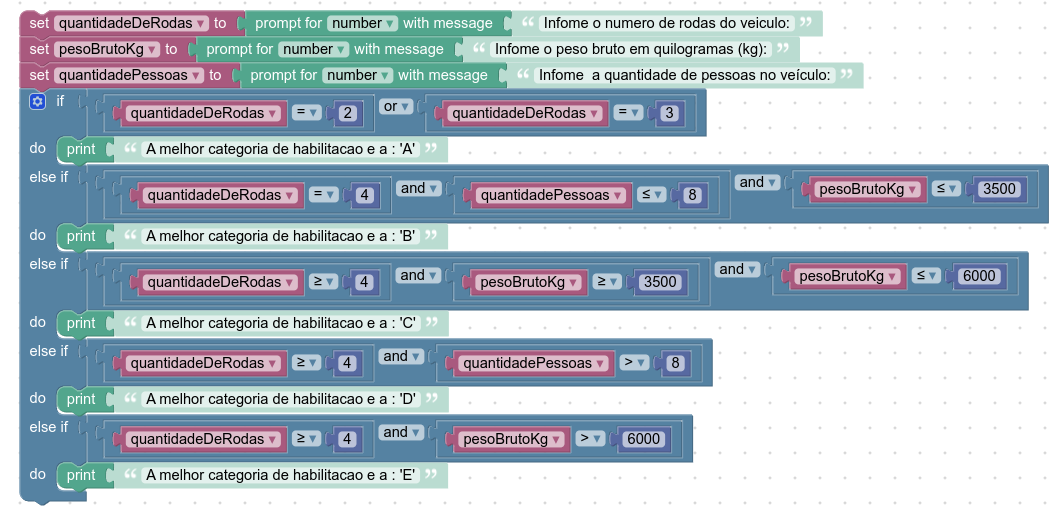 set quantidadeDeRodas ▾ to prompt for number ▾ with message “ Infome o numero de rodas do veiculo: ”
set pesoBrutoKg ▾ to prompt for number ▾ with message “ Infome o peso bruto em quilogramas (kg): ”
set quantidadePessoas ▾ to prompt for number ▾ with message “ Infome  a quantidade de pessoas no veículo: ”
if quantidadeDeRodas ▾ = ▾ 2 or ▾ quantidadeDeRodas ▾ = ▾ 3
do print “ A melhor categoria de habilitacao e a : 'A' ”
else if quantidadeDeRodas ▾ = ▾ 4 and ▾ quantidadePessoas ▾ ≤ ▾ 8 and ▾ pesoBrutoKg ▾ ≤ ▾ 3500
do print “ A melhor categoria de habilitacao e a : 'B' ”
else if quantidadeDeRodas ▾ ≥ ▾ 4 and ▾ pesoBrutoKg ▾ ≥ ▾ 3500 and ▾ pesoBrutoKg ▾ ≤ ▾ 6000
do print “ A melhor categoria de habilitacao e a : 'C' ”
else if quantidadeDeRodas ▾ ≥ ▾ 4 and ▾ quantidadePessoas ▾ > ▾ 8
do print “ A melhor categoria de habilitacao e a : 'D' ”
else if quantidadeDeRodas ▾ ≥ ▾ 4 and ▾ pesoBrutoKg ▾ > ▾ 6000
do print “ A melhor categoria de habilitacao e a : 'E' ”